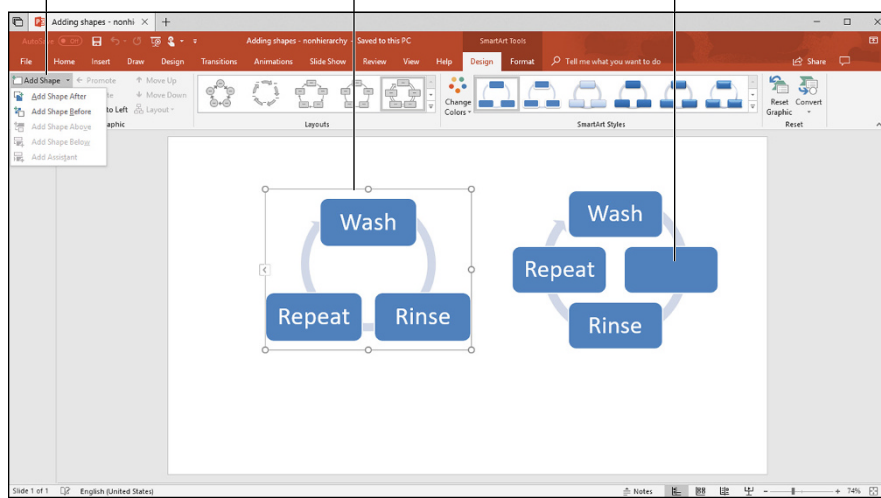 Adding shapes - nonhi
AutoSave Off Adding shapes - nonhierarchy - Saved to this PC SmartArt Tools
File Home Insert Draw Design Transitions Animations Slide Show Review View Help Design Format Tell me what you want to do Share
Add Shape Promote Move Up
Add Shape After Move Down
Add Shape Before to Left Layout
Add Shape Above
Add Shape Below
Add Assistant
Change Colors
Reset Graphic
Convert
Layouts SmartArt Styles Reset
Wash
Repeat Rinse
Wash
Repeat
Rinse
Slide 1 of 1 English (United States) Notes 74%